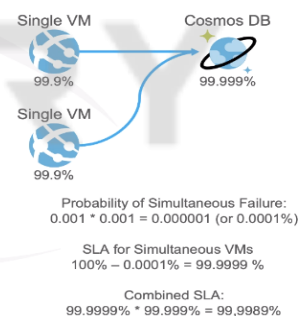 Single VM
Cosmos DB
99.9%
99.999%
Single VM
99.9%
Probability of Simultaneous Failure:
0.001 * 0.001 = 0.000001 (or 0.0001%)
SLA for Simultaneous VMs
100% – 0.0001% = 99.9999 %
Combined SLA:
99.9999% * 99.999% = 99,9989%